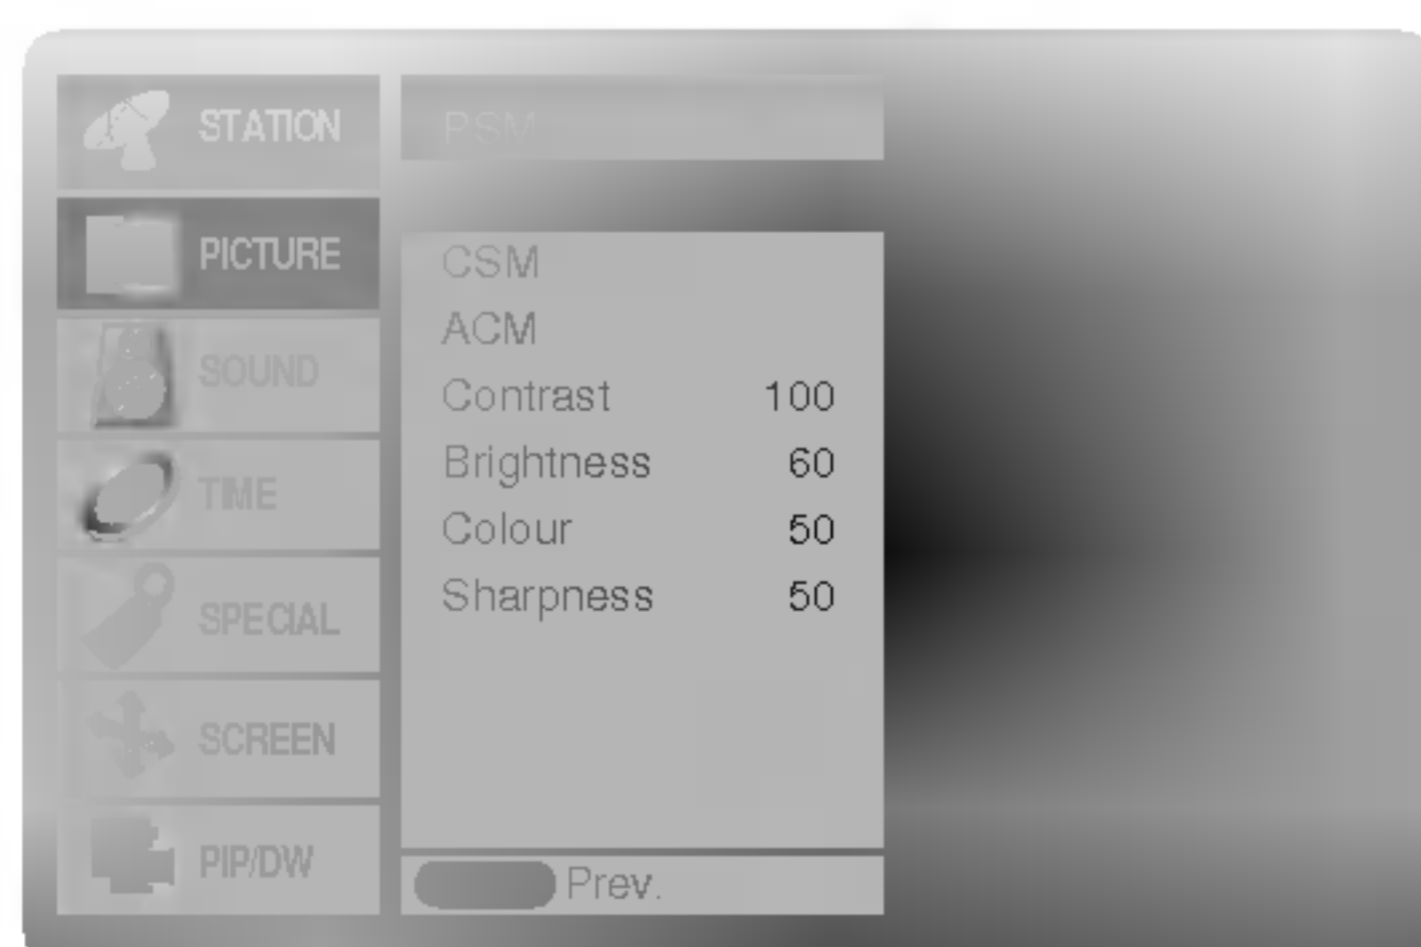 STATION
PICTURE
SOUND
TIME
SPECIAL
SCREEN
PIP/DW
PSM
CSM
ACM
Contrast 100
Brightness 60
Colour 50
Sharpness 50
Prev.